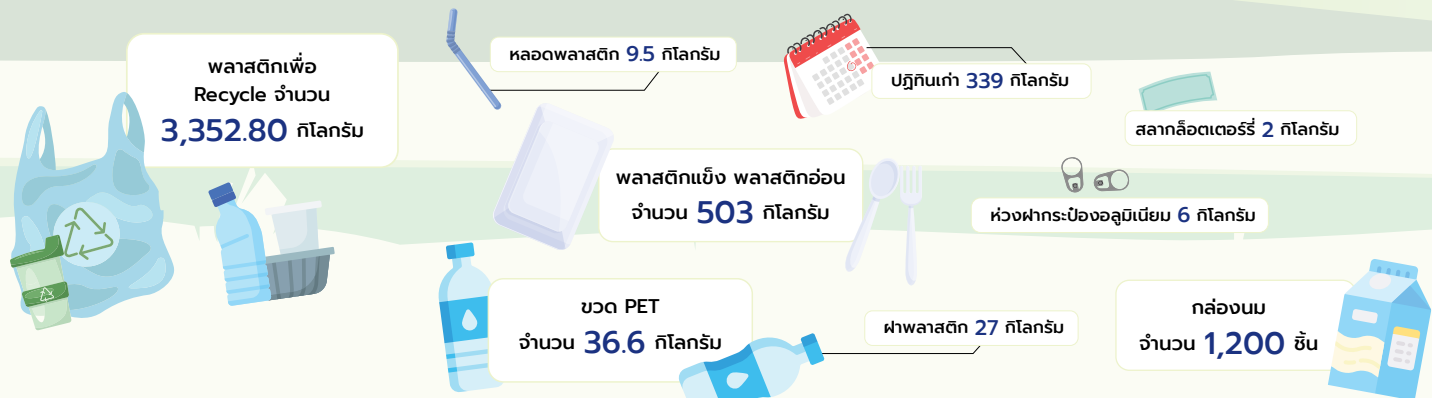 พลาสติกเพื่อ
Recycle จำนวน
3,352.80 กิโลกรัม
หลอดพลาสติก 9.5 กิโลกรัม
ปฏิทินเก่า 339 กิโลกรัม
สลากล็อตเตอร์รี่ 2 กิโลกรัม
พลาสติกแข็ง พลาสติกอ่อน
จำนวน 503 กิโลกรัม
ห่วงฝากระป๋องอลูมิเนียม 6 กิโลกรัม
ขวด PET
จำนวน 36.6 กิโลกรัม
ฝาพลาสติก 27 กิโลกรัม
กล่องนม
จำนวน 1,200 ชิ้น